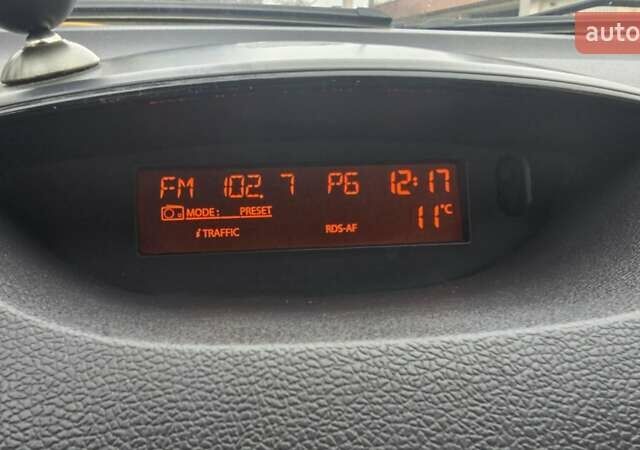 auto
FM 102.7 P6 12:17
MODE: PRESET 11°C
i TRAFFIC RDS-AF